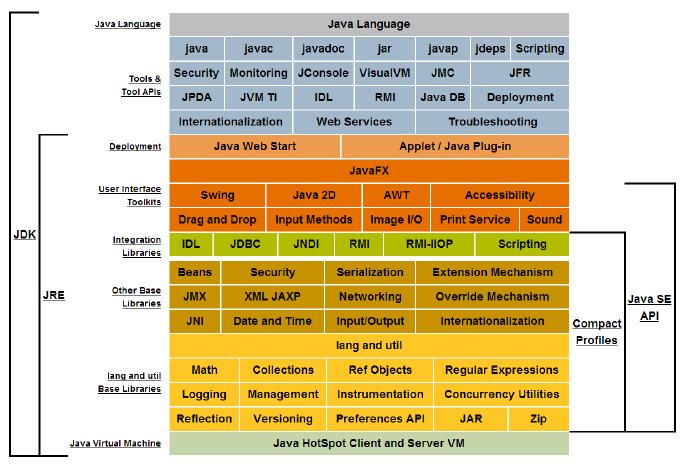 Java Language Java Language
java javac javadoc jar javap jdeps Scripting
Tools & Tool APIs
Security Monitoring JConsole VisualVM JMC JFR
JPDA JVM TI IDL RMI Java DB Deployment
Internationalization Web Services Troubleshooting
Deployment Java Web Start Applet / Java Plug-in
JavaFX
User Interface Toolkits
Swing Java 2D AWT Accessibility
Drag and Drop Input Methods Image I/O Print Service Sound
Integration Libraries
IDL JDBC JNDI RMI RMI-IIOP Scripting
JDK
JRE
Other Base Libraries
Beans Security Serialization Extension Mechanism
JMX XML JAXP Networking Override Mechanism
JNI Date and Time Input/Output Internationalization
Java SE API
Compact Profiles
lang and util
lang and util Base Libraries
Math Collections Ref Objects Regular Expressions
Logging Management Instrumentation Concurrency Utilities
Reflection Versioning Preferences API JAR Zip
Java Virtual Machine Java HotSpot Client and Server VM